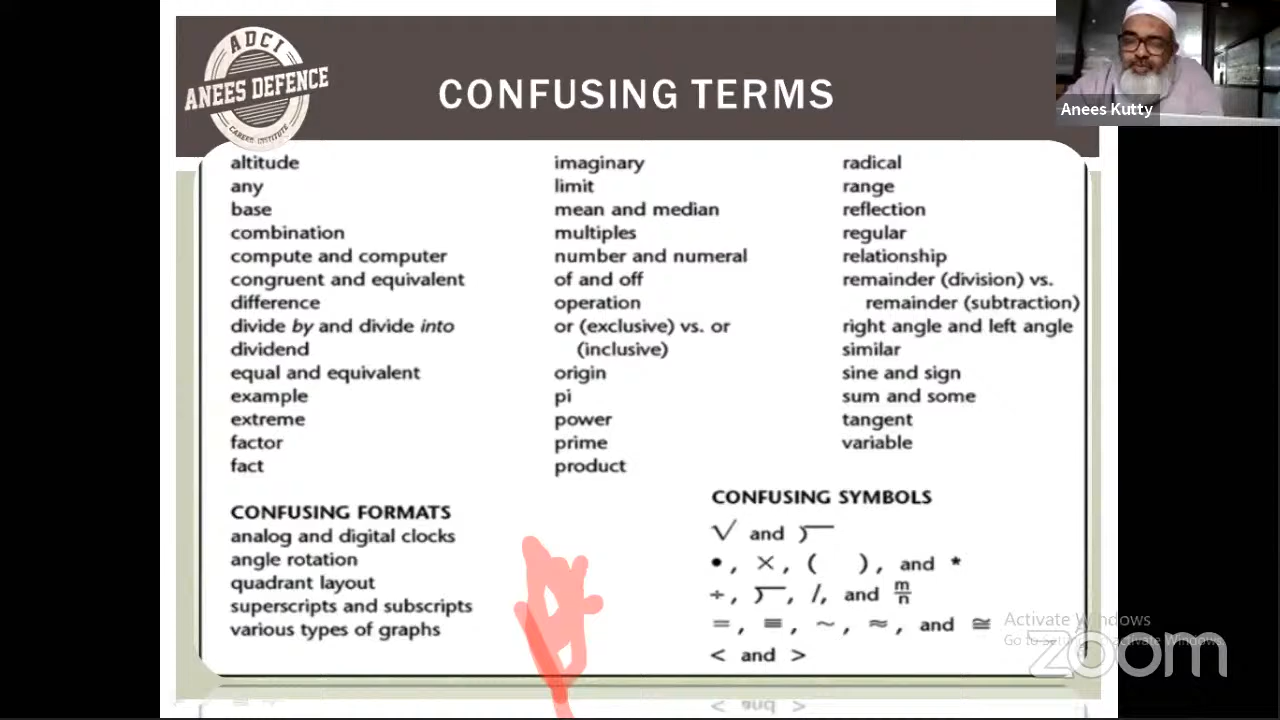 ADCI
ANEES DEFENCE
CAREER INSTITUTE
CONFUSING TERMS
Anees Kutty
altitude
any
base
combination
compute and computer
congruent and equivalent
difference
divide by and divide into
dividend
equal and equivalent
example
extreme
factor
fact
imaginary
limit
mean and median
multiples
number and numeral
of and off
operation
or (exclusive) vs. or
(inclusive)
origin
pi
power
prime
product
radical
range
reflection
regular
relationship
remainder (division) vs.
remainder (subtraction)
right angle and left angle
similar
sine and sign
sum and some
tangent
variable
CONFUSING FORMATS
analog and digital clocks
angle rotation
quadrant layout
superscripts and subscripts
various types of graphs
CONFUSING SYMBOLS
√ and ⟌
•, ×, ( ), and *
÷, ⟌, /, and m/n
=, ≡, ~, ≈, and ≅
< and >
Activate Windows
zoom